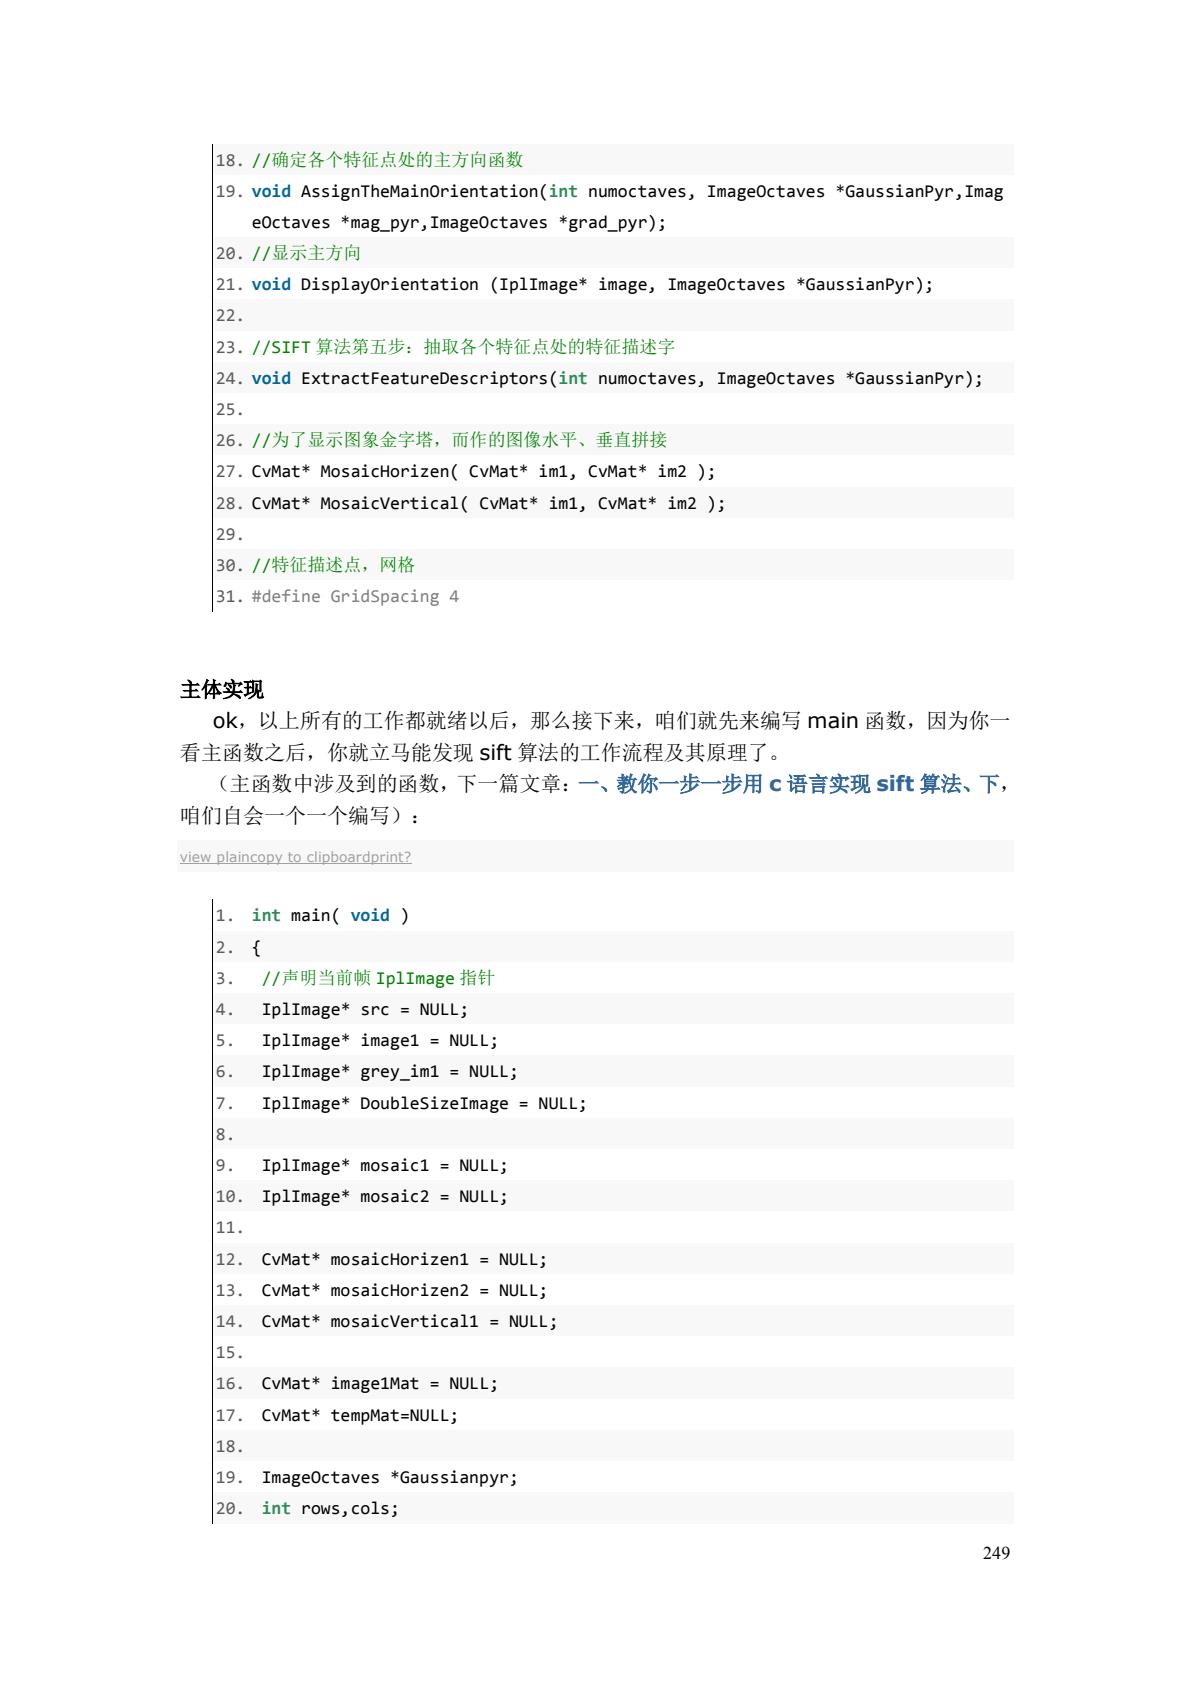 18. //确定各个特征点处的主方向函数
19. void AssignTheMainOrientation(int numoctaves, ImageOctaves *GaussianPyr,Imag
eOctaves *mag_pyr,ImageOctaves *grad_pyr);
20. //显示主方向
21. void DisplayOrientation (IplImage* image, ImageOctaves *GaussianPyr);
22.
23. //SIFT 算法第五步：抽取各个特征点处的特征描述字
24. void ExtractFeatureDescriptors(int numoctaves, ImageOctaves *GaussianPyr);
25.
26. //为了显示图象金字塔，而作的图像水平、垂直拼接
27. CvMat* MosaicHorizen( CvMat* im1, CvMat* im2 );
28. CvMat* MosaicVertical( CvMat* im1, CvMat* im2 );
29.
30. //特征描述点，网格
31. #define GridSpacing 4
主体实现
ok，以上所有的工作都就绪以后，那么接下来，咱们就先来编写 main 函数，因为你一
看主函数之后，你就立马能发现 sift 算法的工作流程及其原理了。
（主函数中涉及到的函数，下一篇文章：一、教你一步一步用 c 语言实现 sift 算法、下，
咱们自会一个一个编写）：
view plaincopy to clipboardprint?
1. int main( void )
2. {
3. //声明当前帧 IplImage 指针
4. IplImage* src = NULL;
5. IplImage* image1 = NULL;
6. IplImage* grey_im1 = NULL;
7. IplImage* DoubleSizeImage = NULL;
8.
9. IplImage* mosaic1 = NULL;
10. IplImage* mosaic2 = NULL;
11.
12. CvMat* mosaicHorizen1 = NULL;
13. CvMat* mosaicHorizen2 = NULL;
14. CvMat* mosaicVertical1 = NULL;
15.
16. CvMat* image1Mat = NULL;
17. CvMat* tempMat=NULL;
18.
19. ImageOctaves *Gaussianpyr;
20. int rows,cols;
249